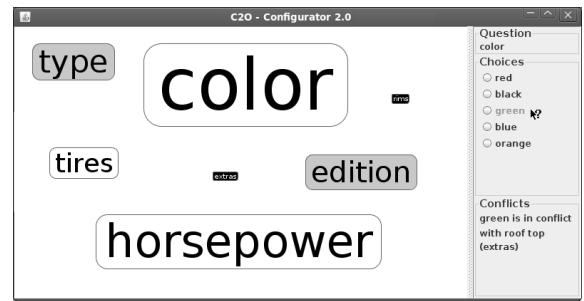 C2O - Configurator 2.0
type
color
rims
tires
extras
edition
horsepower
Question
color
Choices
red
black
green
?
blue
orange
Conflicts
green is in conflict
with roof top
(extras)